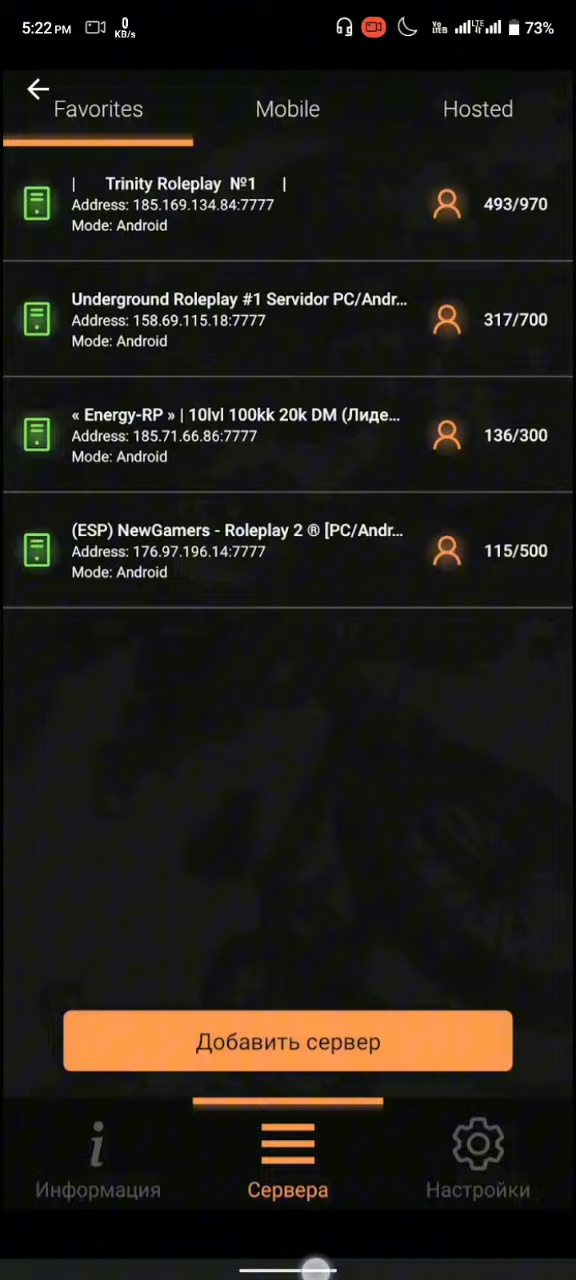 5:22 PM 0 KB/s Vo LTE LTE 73%
Favorites Mobile Hosted
| Trinity Roleplay №1 |
Address: 185.169.134.84:7777
Mode: Android
493/970
Underground Roleplay #1 Servidor PC/Andr...
Address: 158.69.115.18:7777
Mode: Android
317/700
« Energy-RP » | 10lvl 100kk 20k DM (Лиде...
Address: 185.71.66.86:7777
Mode: Android
136/300
(ESP) NewGamers - Roleplay 2 ® [PC/Andr...
Address: 176.97.196.14:7777
Mode: Android
115/500
Добавить сервер
Информация Сервера Настройки